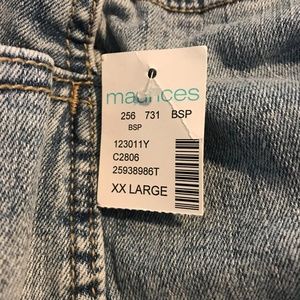 maurices
256 731 BSP
BSP
123011Y
C2806
25938986T
XX LARGE